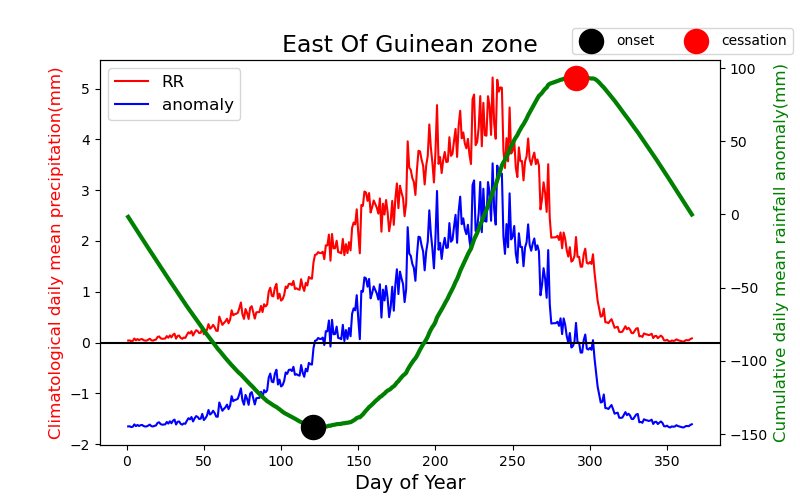 East Of Guinean zone
onset
cessation
RR
anomaly
Climatological daily mean precipitation(mm)
5
4
3
2
1
0
−1
−2
100
50
0
−50
−100
−150
Cumulative daily mean rainfall anomaly(mm)
0 50 100 150 200 250 300 350
Day of Year